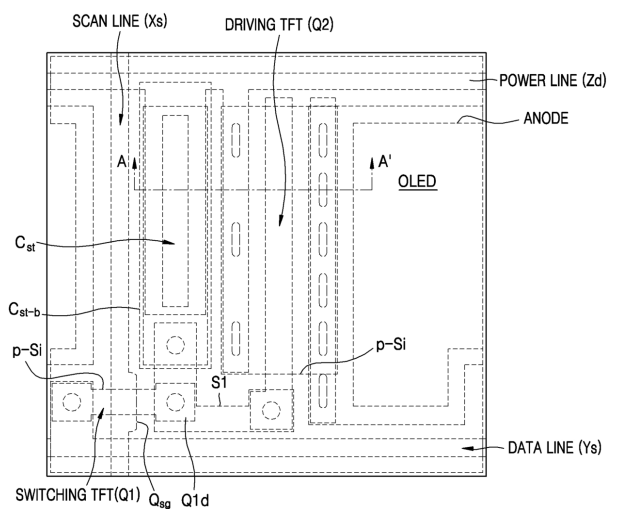 SCAN LINE (Xs)
DRIVING TFT (Q2)
POWER LINE (Zd)
ANODE
A
A'
OLED
Cst
Cst-b
p-Si
p-Si
S1
DATA LINE (Ys)
SWITCHING TFT(Q1)
Qsg
Q1d